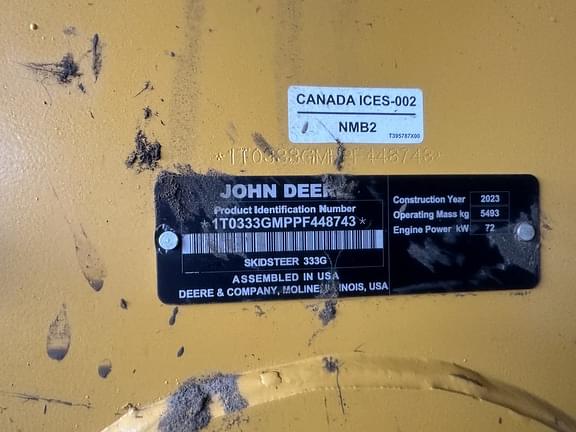 CANADA ICES-002
NMB2
T395787X00
*1T0333GMPPF448743*
JOHN DEERE
Product Identification Number
*1T0333GMPPF448743*
SKIDSTEER 333G
ASSEMBLED IN USA
DEERE & COMPANY, MOLINE, ILLINOIS, USA
Construction Year 2023
Operating Mass kg 5493
Engine Power kW 72